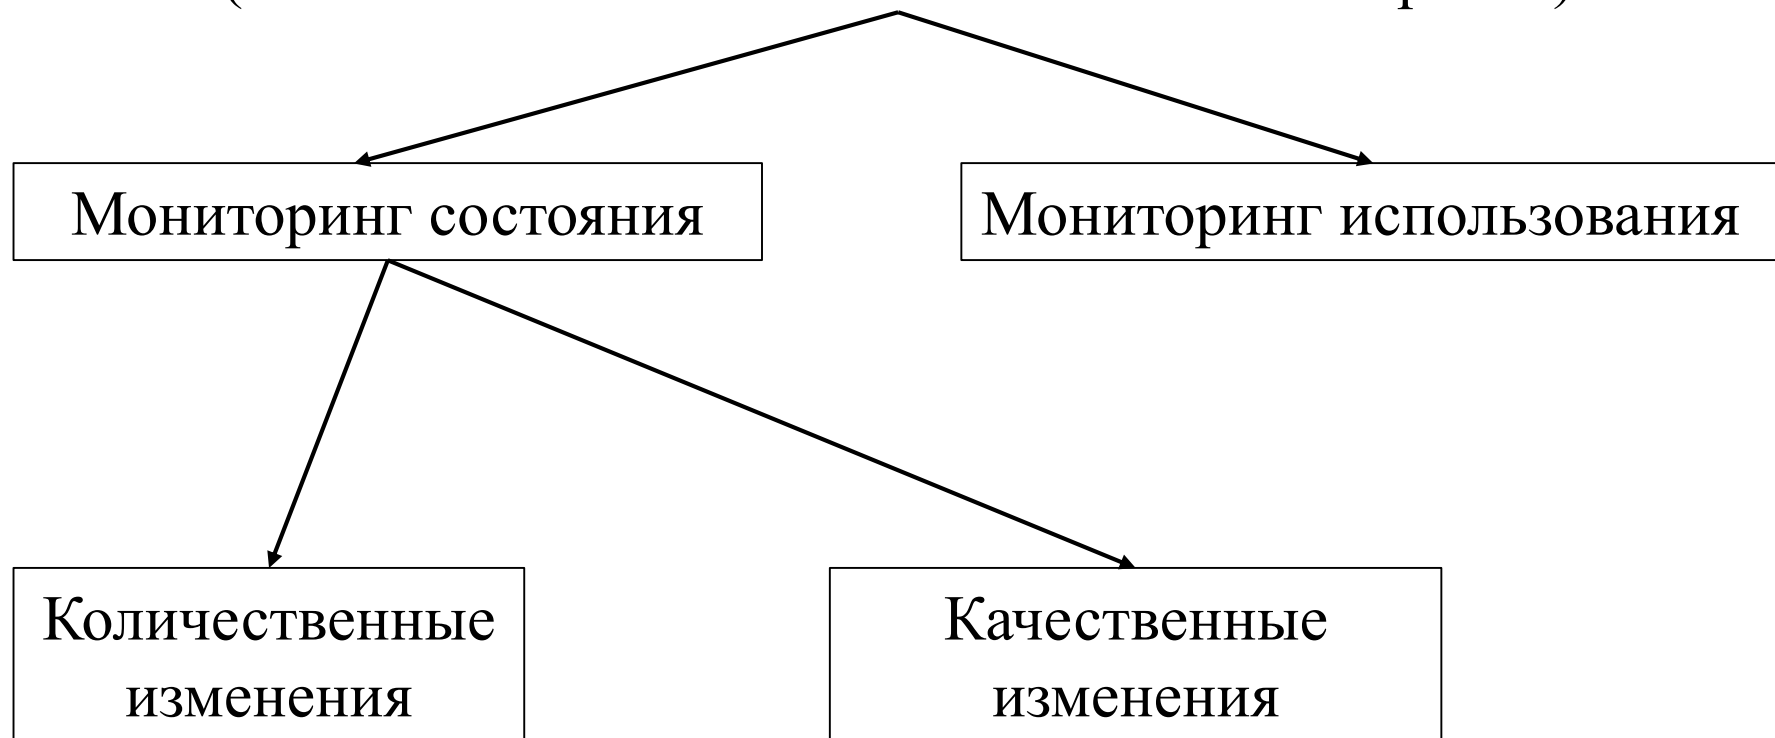 Мониторинг состояния
Мониторинг использования
Количественные
изменения
Качественные
изменения